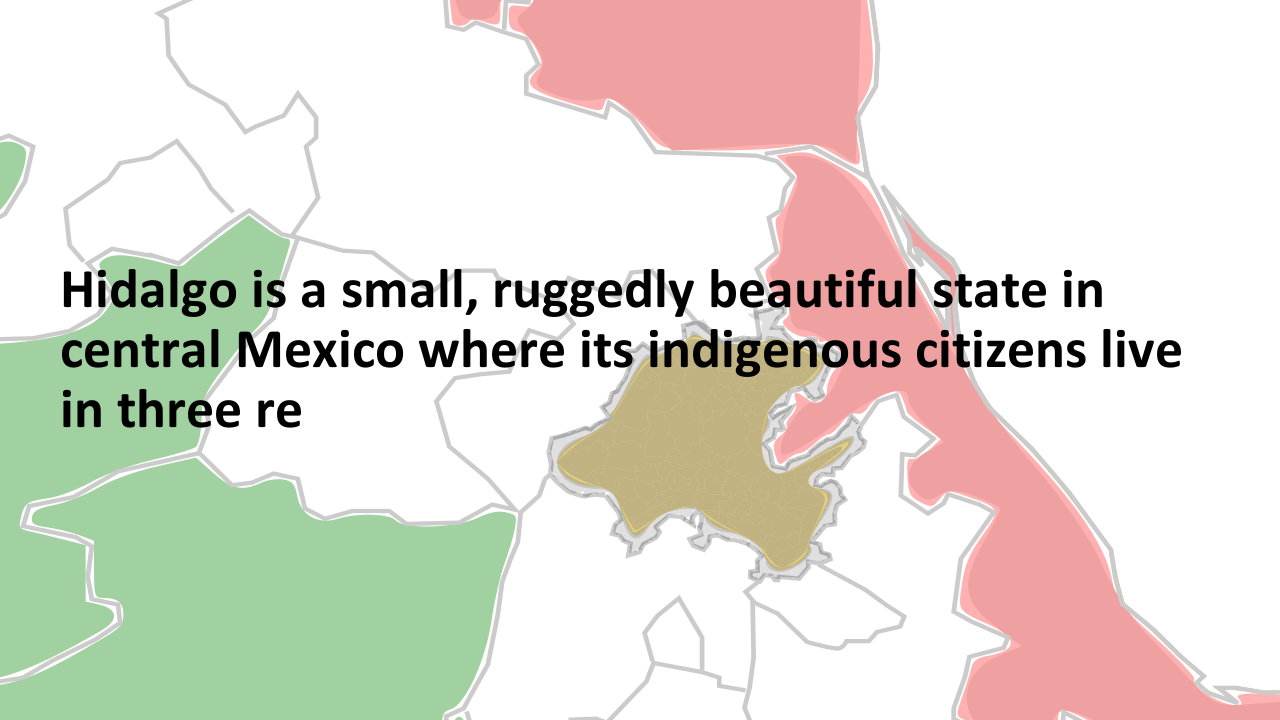 Hidalgo is a small, ruggedly beautiful state in
central Mexico where its indigenous citizens live
in three re